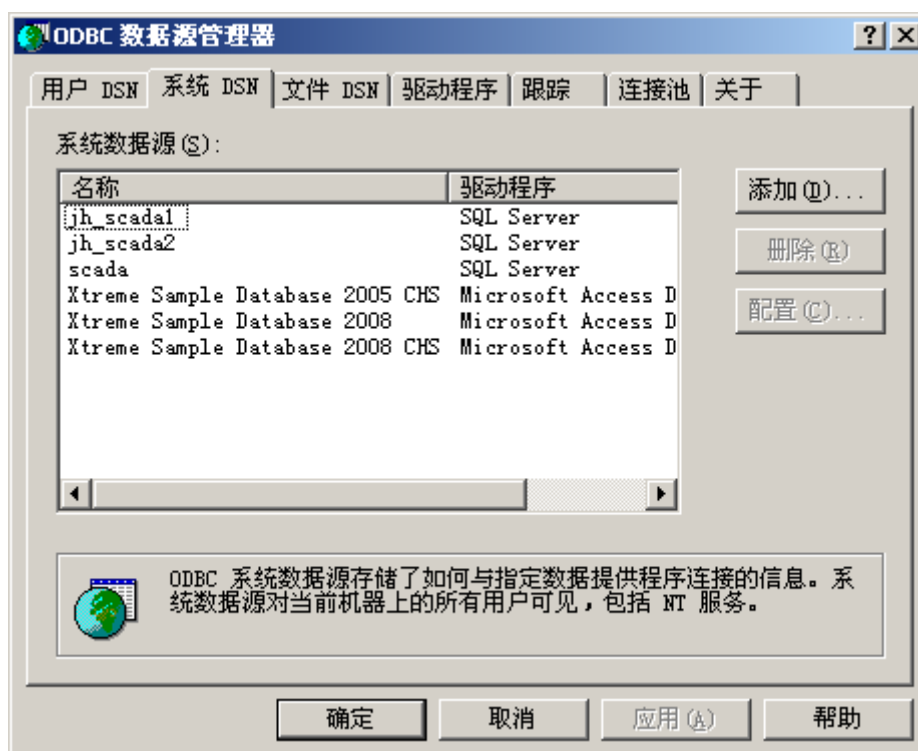 ODBC 数据源管理器
用户 DSN 系统 DSN 文件 DSN 驱动程序 跟踪 连接池 关于
系统数据源(S):
名称 驱动程序 添加(D)...
jh_scada1 SQL Server
jh_scada2 SQL Server 删除(R)
scada SQL Server
Xtreme Sample Database 2005 CHS Microsoft Access D
Xtreme Sample Database 2008 Microsoft Access D 配置(C)...
Xtreme Sample Database 2008 CHS Microsoft Access D
ODBC 系统数据源存储了如何与指定数据提供程序连接的信息。系
统数据源对当前机器上的所有用户可见，包括 NT 服务。
确定 取消 应用(A) 帮助